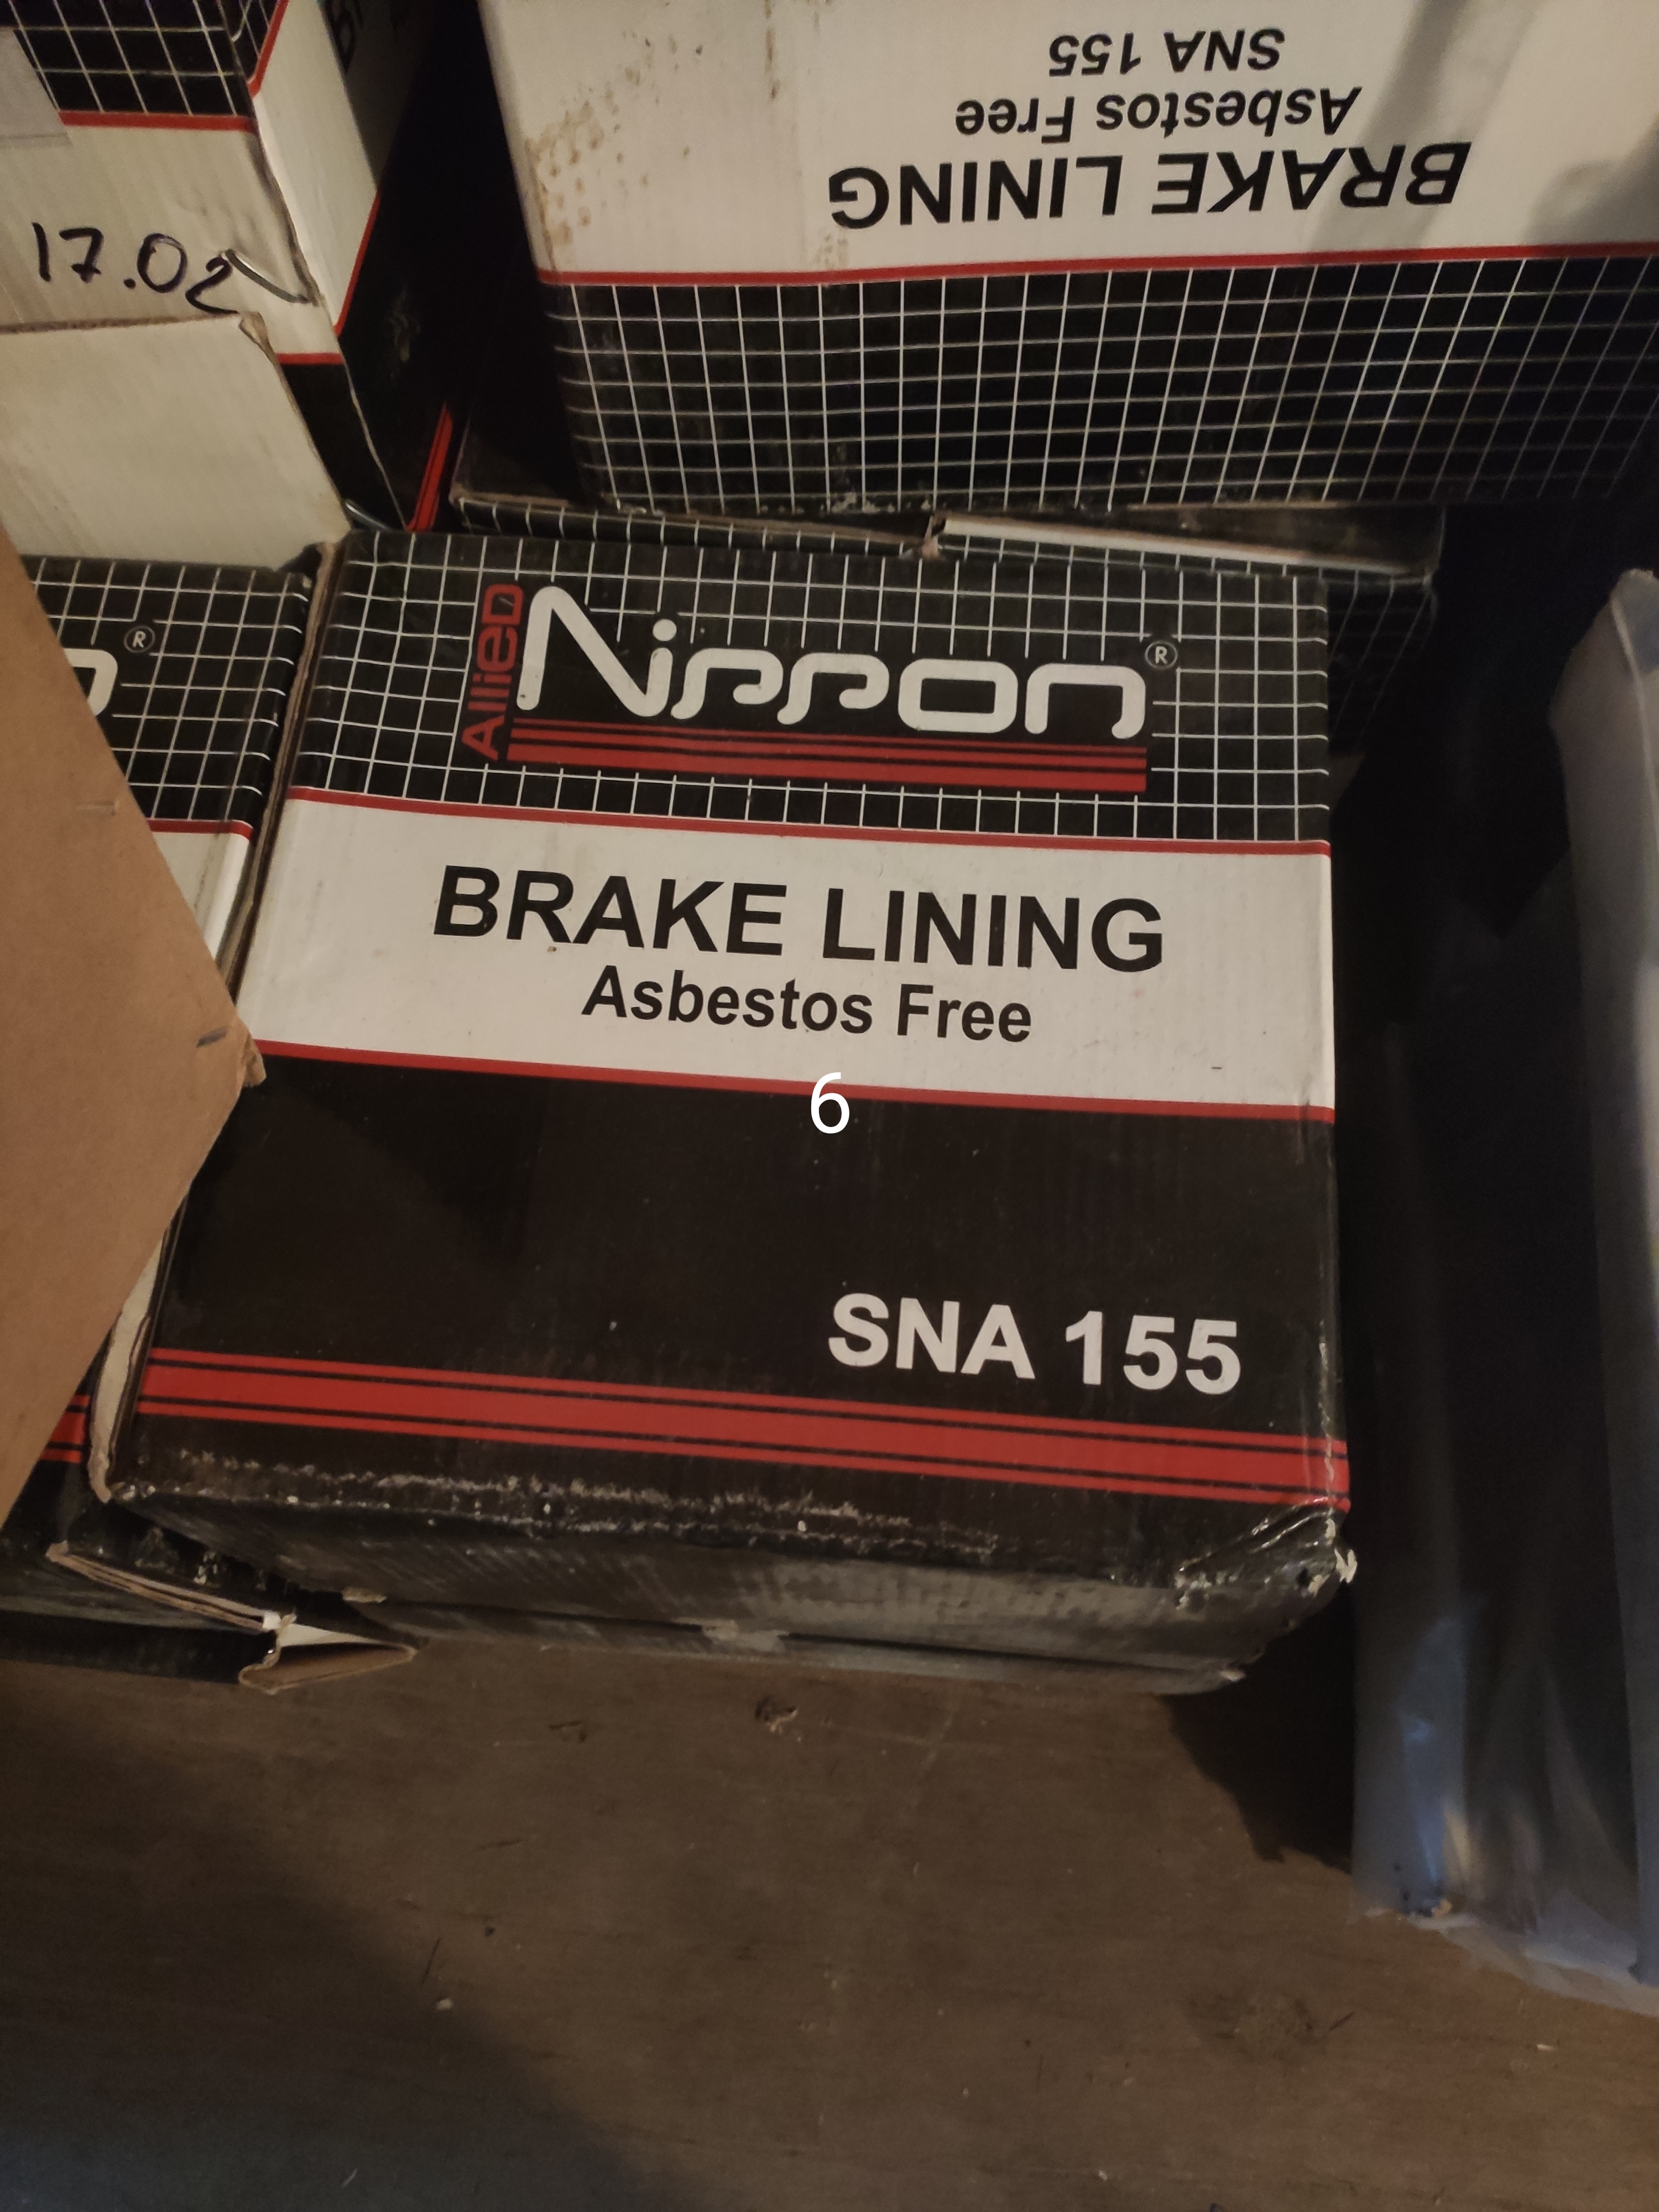 SNA 155
Asbestos Free
BRAKE LINING
17.02
®
Allied Nippon®
BRAKE LINING
Asbestos Free
6
SNA 155